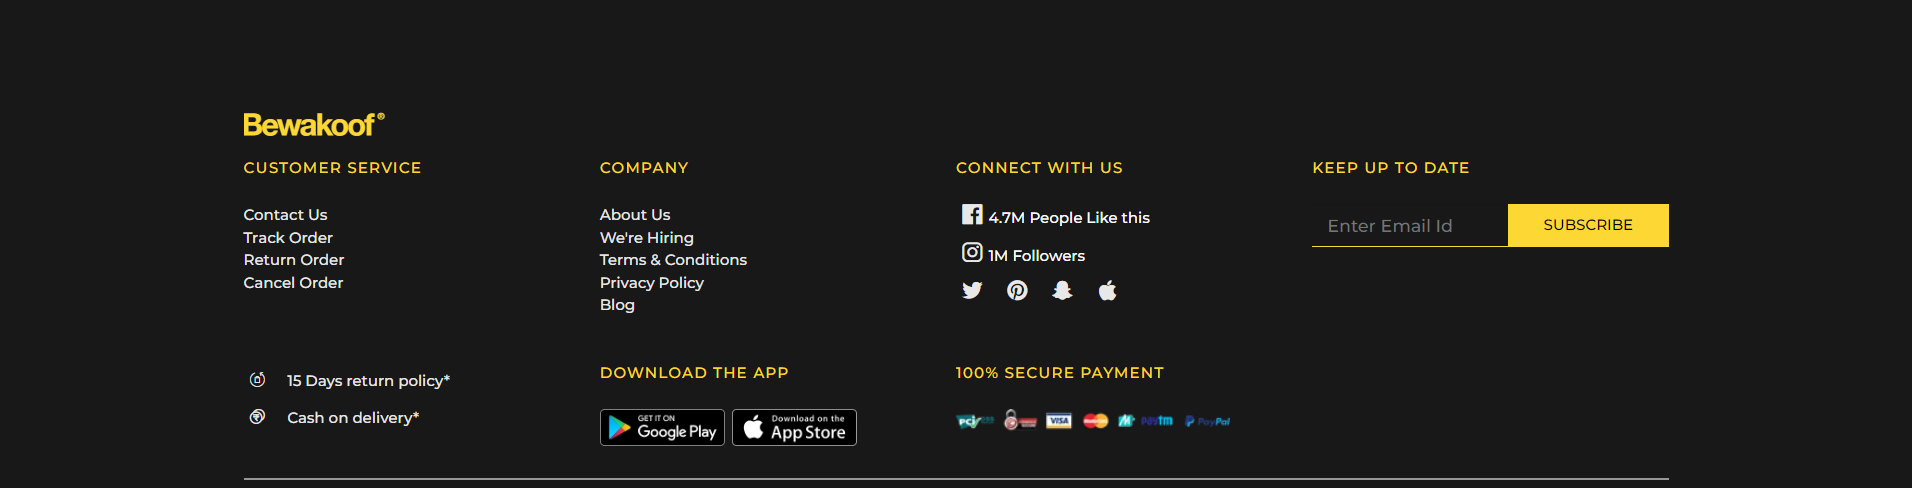 Bewakoof®
CUSTOMER SERVICE
Contact Us
Track Order
Return Order
Cancel Order
COMPANY
About Us
We're Hiring
Terms & Conditions
Privacy Policy
Blog
CONNECT WITH US
4.7M People Like this
1M Followers
KEEP UP TO DATE
Enter Email Id
SUBSCRIBE
15 Days return policy*
Cash on delivery*
DOWNLOAD THE APP
GET IT ON
Google Play
Download on the
App Store
100% SECURE PAYMENT
PCI
VISA
paytm
PayPal